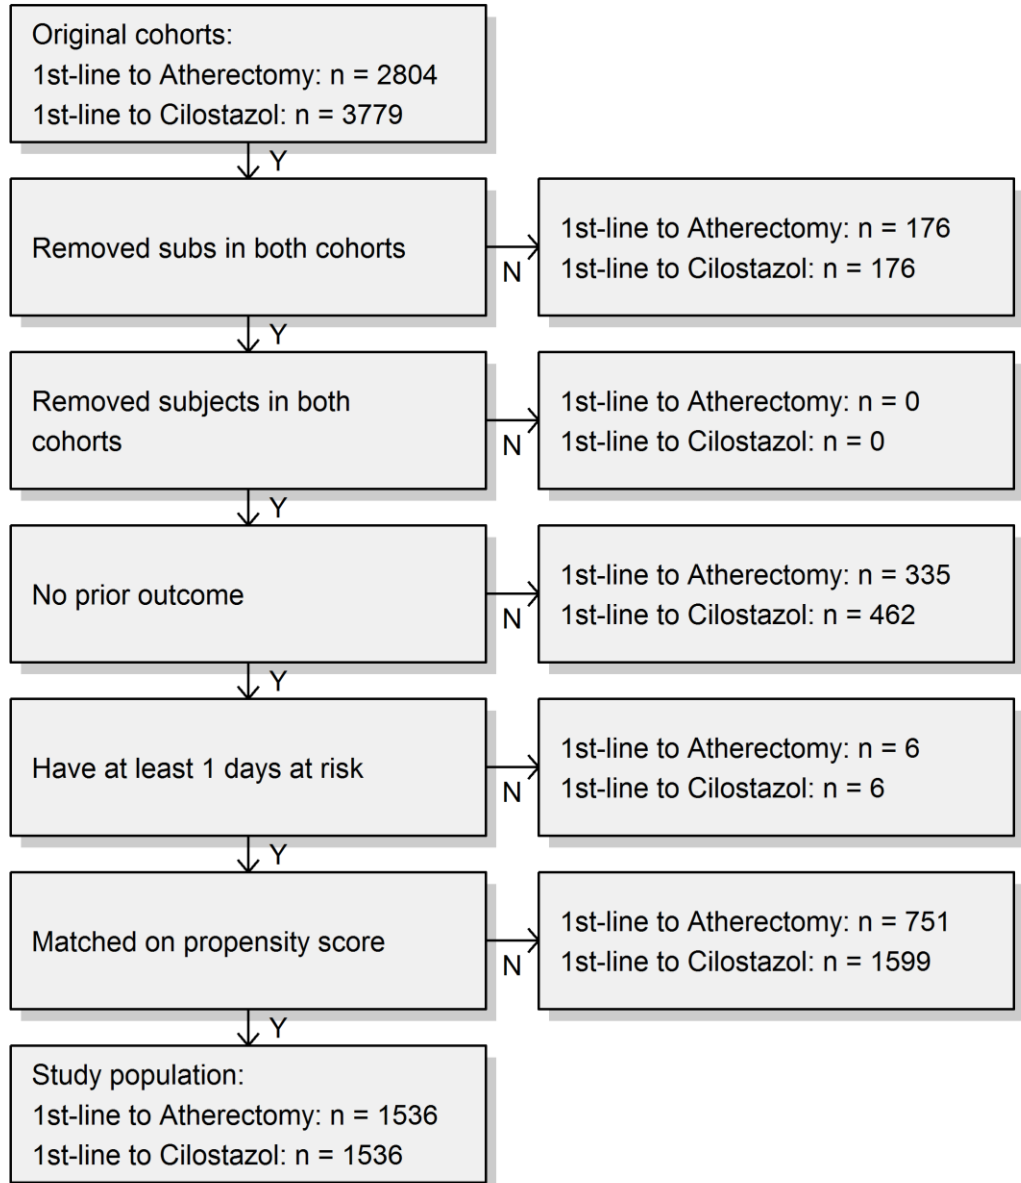 Original cohorts:
1st-line to Atherectomy: n = 2804
1st-line to Cilostazol: n = 3779
Y
Removed subs in both cohorts
N
1st-line to Atherectomy: n = 176
1st-line to Cilostazol: n = 176
Y
Removed subjects in both
cohorts
N
1st-line to Atherectomy: n = 0
1st-line to Cilostazol: n = 0
Y
No prior outcome
N
1st-line to Atherectomy: n = 335
1st-line to Cilostazol: n = 462
Y
Have at least 1 days at risk
N
1st-line to Atherectomy: n = 6
1st-line to Cilostazol: n = 6
Y
Matched on propensity score
N
1st-line to Atherectomy: n = 751
1st-line to Cilostazol: n = 1599
Y
Study population:
1st-line to Atherectomy: n = 1536
1st-line to Cilostazol: n = 1536